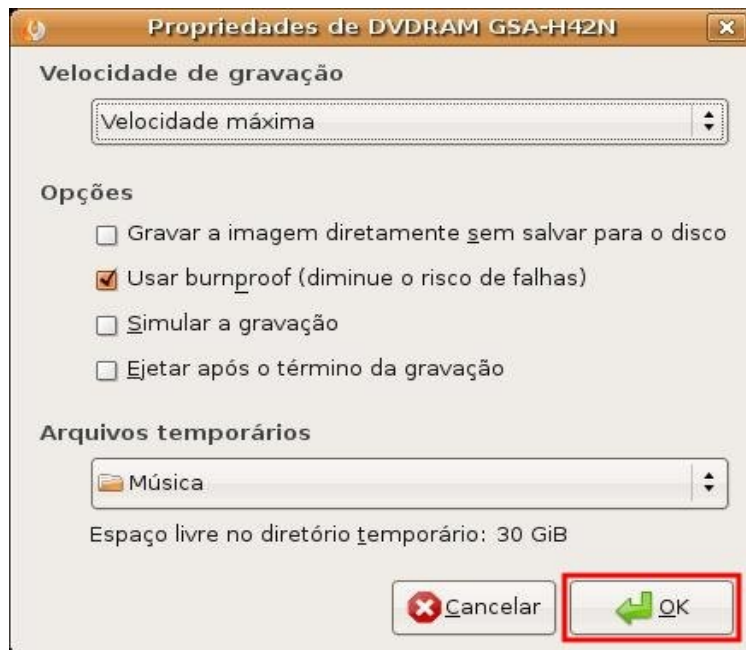 Propriedades de DVDRAM GSA-H42N
Velocidade de gravação
Velocidade máxima
Opções
Gravar a imagem diretamente sem salvar para o disco
Usar burnproof (diminue o risco de falhas)
Simular a gravação
Ejetar após o término da gravação
Arquivos temporários
Música
Espaço livre no diretório temporário: 30 GiB
Cancelar
OK